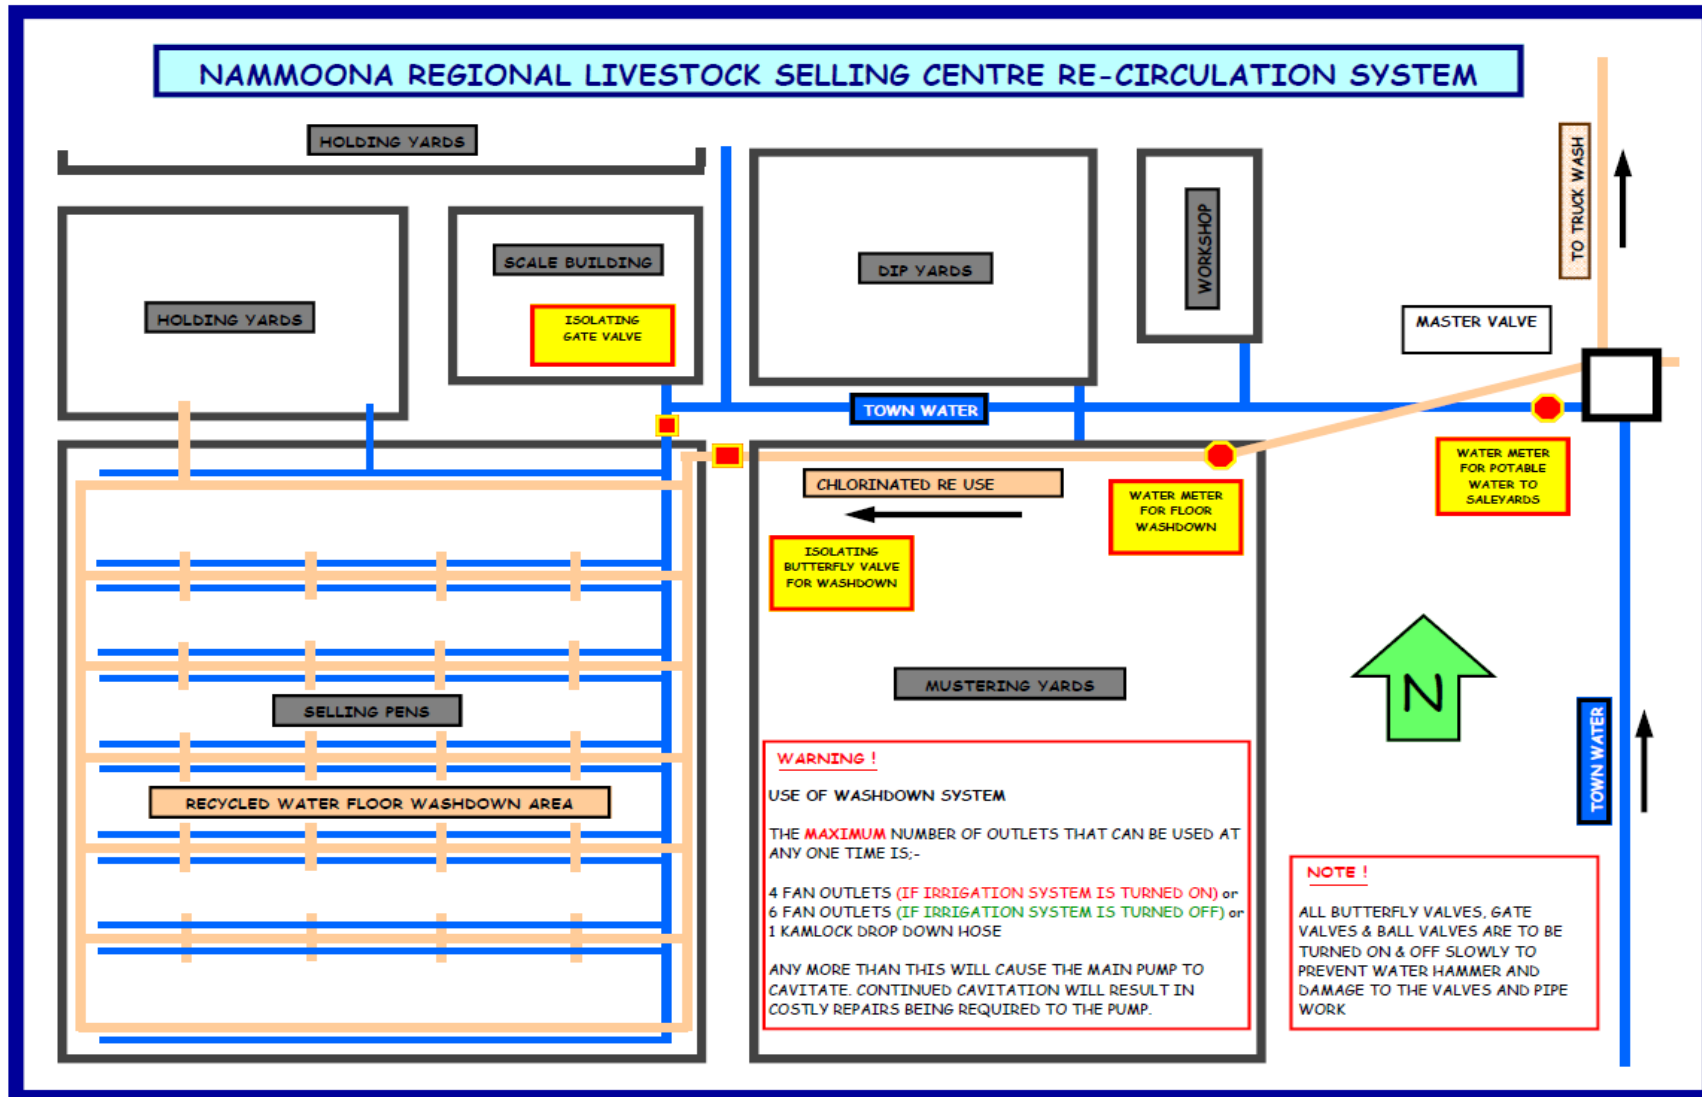 NAMMOONA REGIONAL LIVESTOCK SELLING CENTRE RE-CIRCULATION SYSTEM
HOLDING YARDS
TO TRUCK WASH
SCALE BUILDING
DIP YARDS
WORKSHOP
HOLDING YARDS
ISOLATING
GATE VALVE
MASTER VALVE
TOWN WATER
CHLORINATED RE USE
WATER METER
FOR FLOOR
WASHDOWN
WATER METER
FOR POTABLE
WATER TO
SALEYARDS
ISOLATING
BUTTERFLY VALVE
FOR WASHDOWN
N
MUSTERING YARDS
SELLING PENS
TOWN WATER
RECYCLED WATER FLOOR WASHDOWN AREA
WARNING !
USE OF WASHDOWN SYSTEM
THE MAXIMUM NUMBER OF OUTLETS THAT CAN BE USED AT
ANY ONE TIME IS;-
4 FAN OUTLETS (IF IRRIGATION SYSTEM IS TURNED ON) or
6 FAN OUTLETS (IF IRRIGATION SYSTEM IS TURNED OFF) or
1 KAMLOCK DROP DOWN HOSE
ANY MORE THAN THIS WILL CAUSE THE MAIN PUMP TO
CAVITATE. CONTINUED CAVITATION WILL RESULT IN
COSTLY REPAIRS BEING REQUIRED TO THE PUMP.
NOTE !
ALL BUTTERFLY VALVES, GATE
VALVES & BALL VALVES ARE TO BE
TURNED ON & OFF SLOWLY TO
PREVENT WATER HAMMER AND
DAMAGE TO THE VALVES AND PIPE
WORK